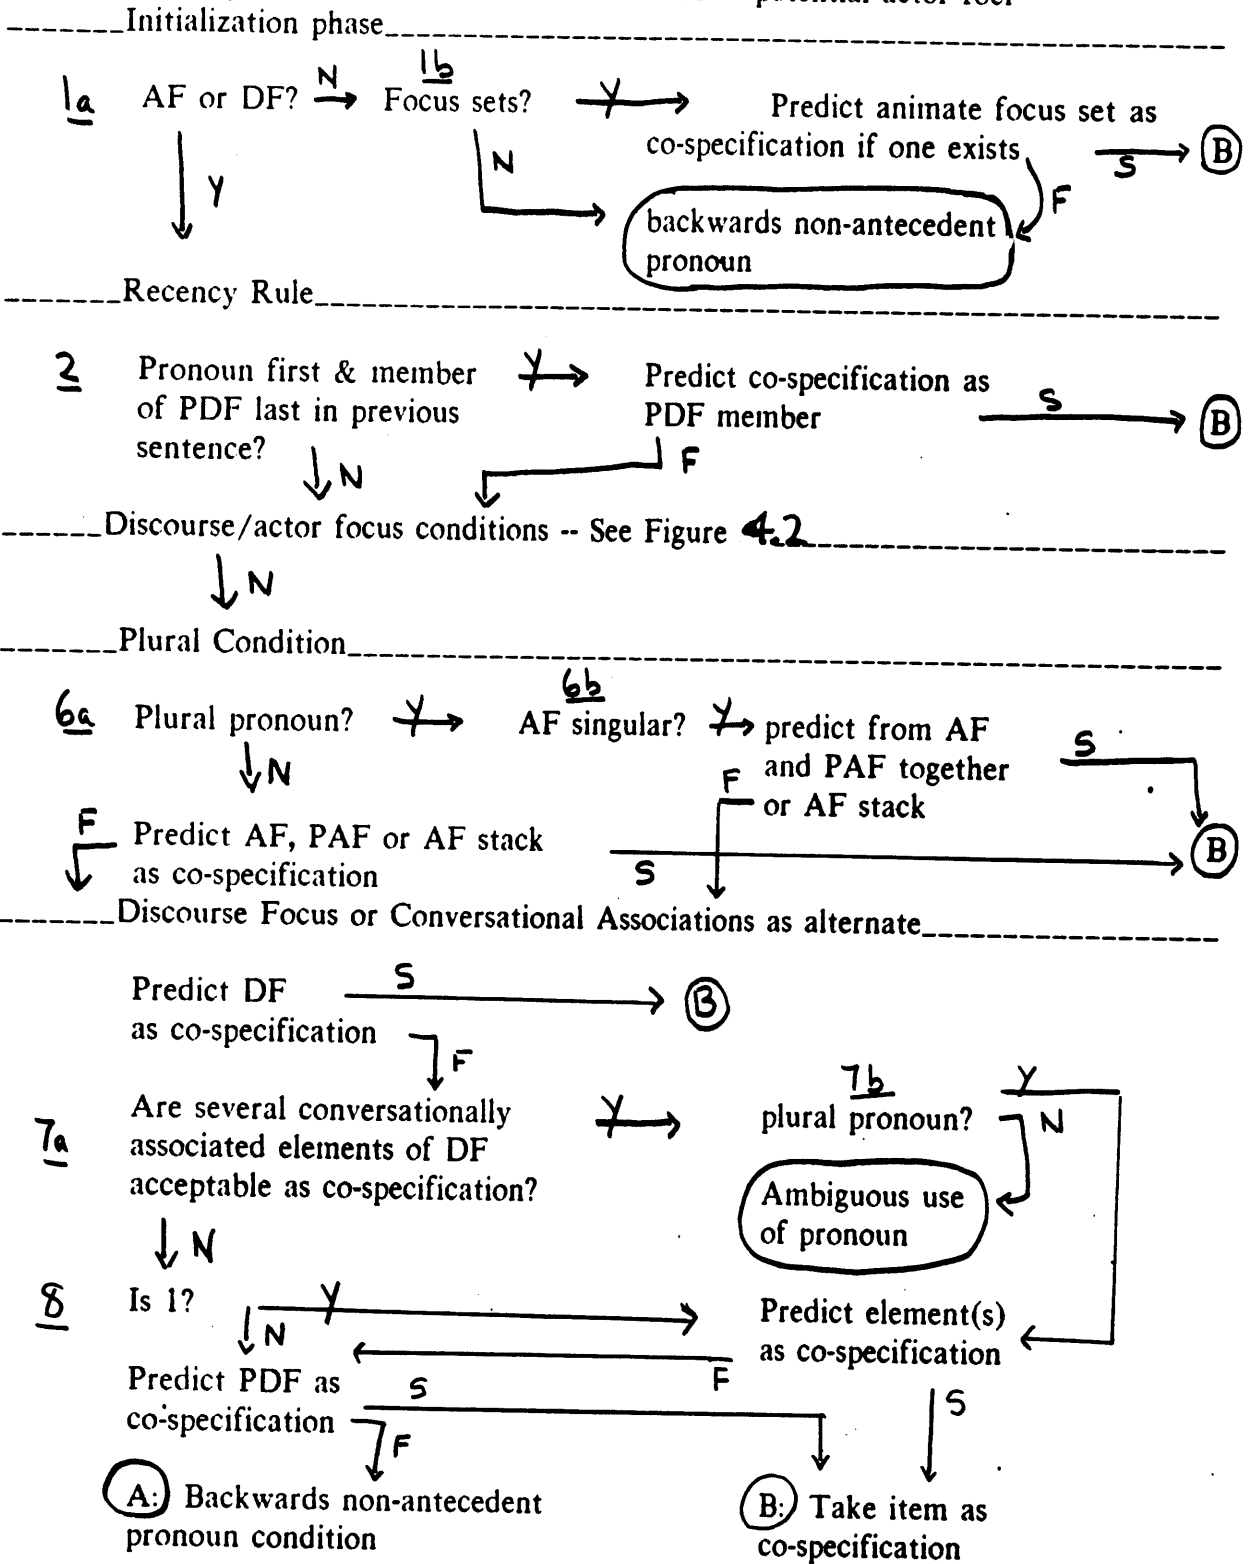 potential actor foci
Initialization phase
1a AF or DF? N 1b Focus sets? Y Predict animate focus set as
co-specification if one exists S B
Y N F
backwards non-antecedent
pronoun
Recency Rule
2 Pronoun first & member Y Predict co-specification as S B
of PDF last in previous PDF member
sentence? N F
Discourse/actor focus conditions -- See Figure 4.2
N
Plural Condition
6a Plural pronoun? Y 6b AF singular? Y predict from AF S
N F and PAF together
or AF stack
F Predict AF, PAF or AF stack B
as co-specification S
Discourse Focus or Conversational Associations as alternate
Predict DF S B
as co-specification F
7a Are several conversationally Y 7b plural pronoun? Y N
associated elements of DF
acceptable as co-specification?
Ambiguous use
of pronoun
N
8 Is 1? Y Predict element(s)
N as co-specification
F
Predict PDF as S S
co-specification F
A: Backwards non-antecedent
pronoun condition
B: Take item as
co-specification